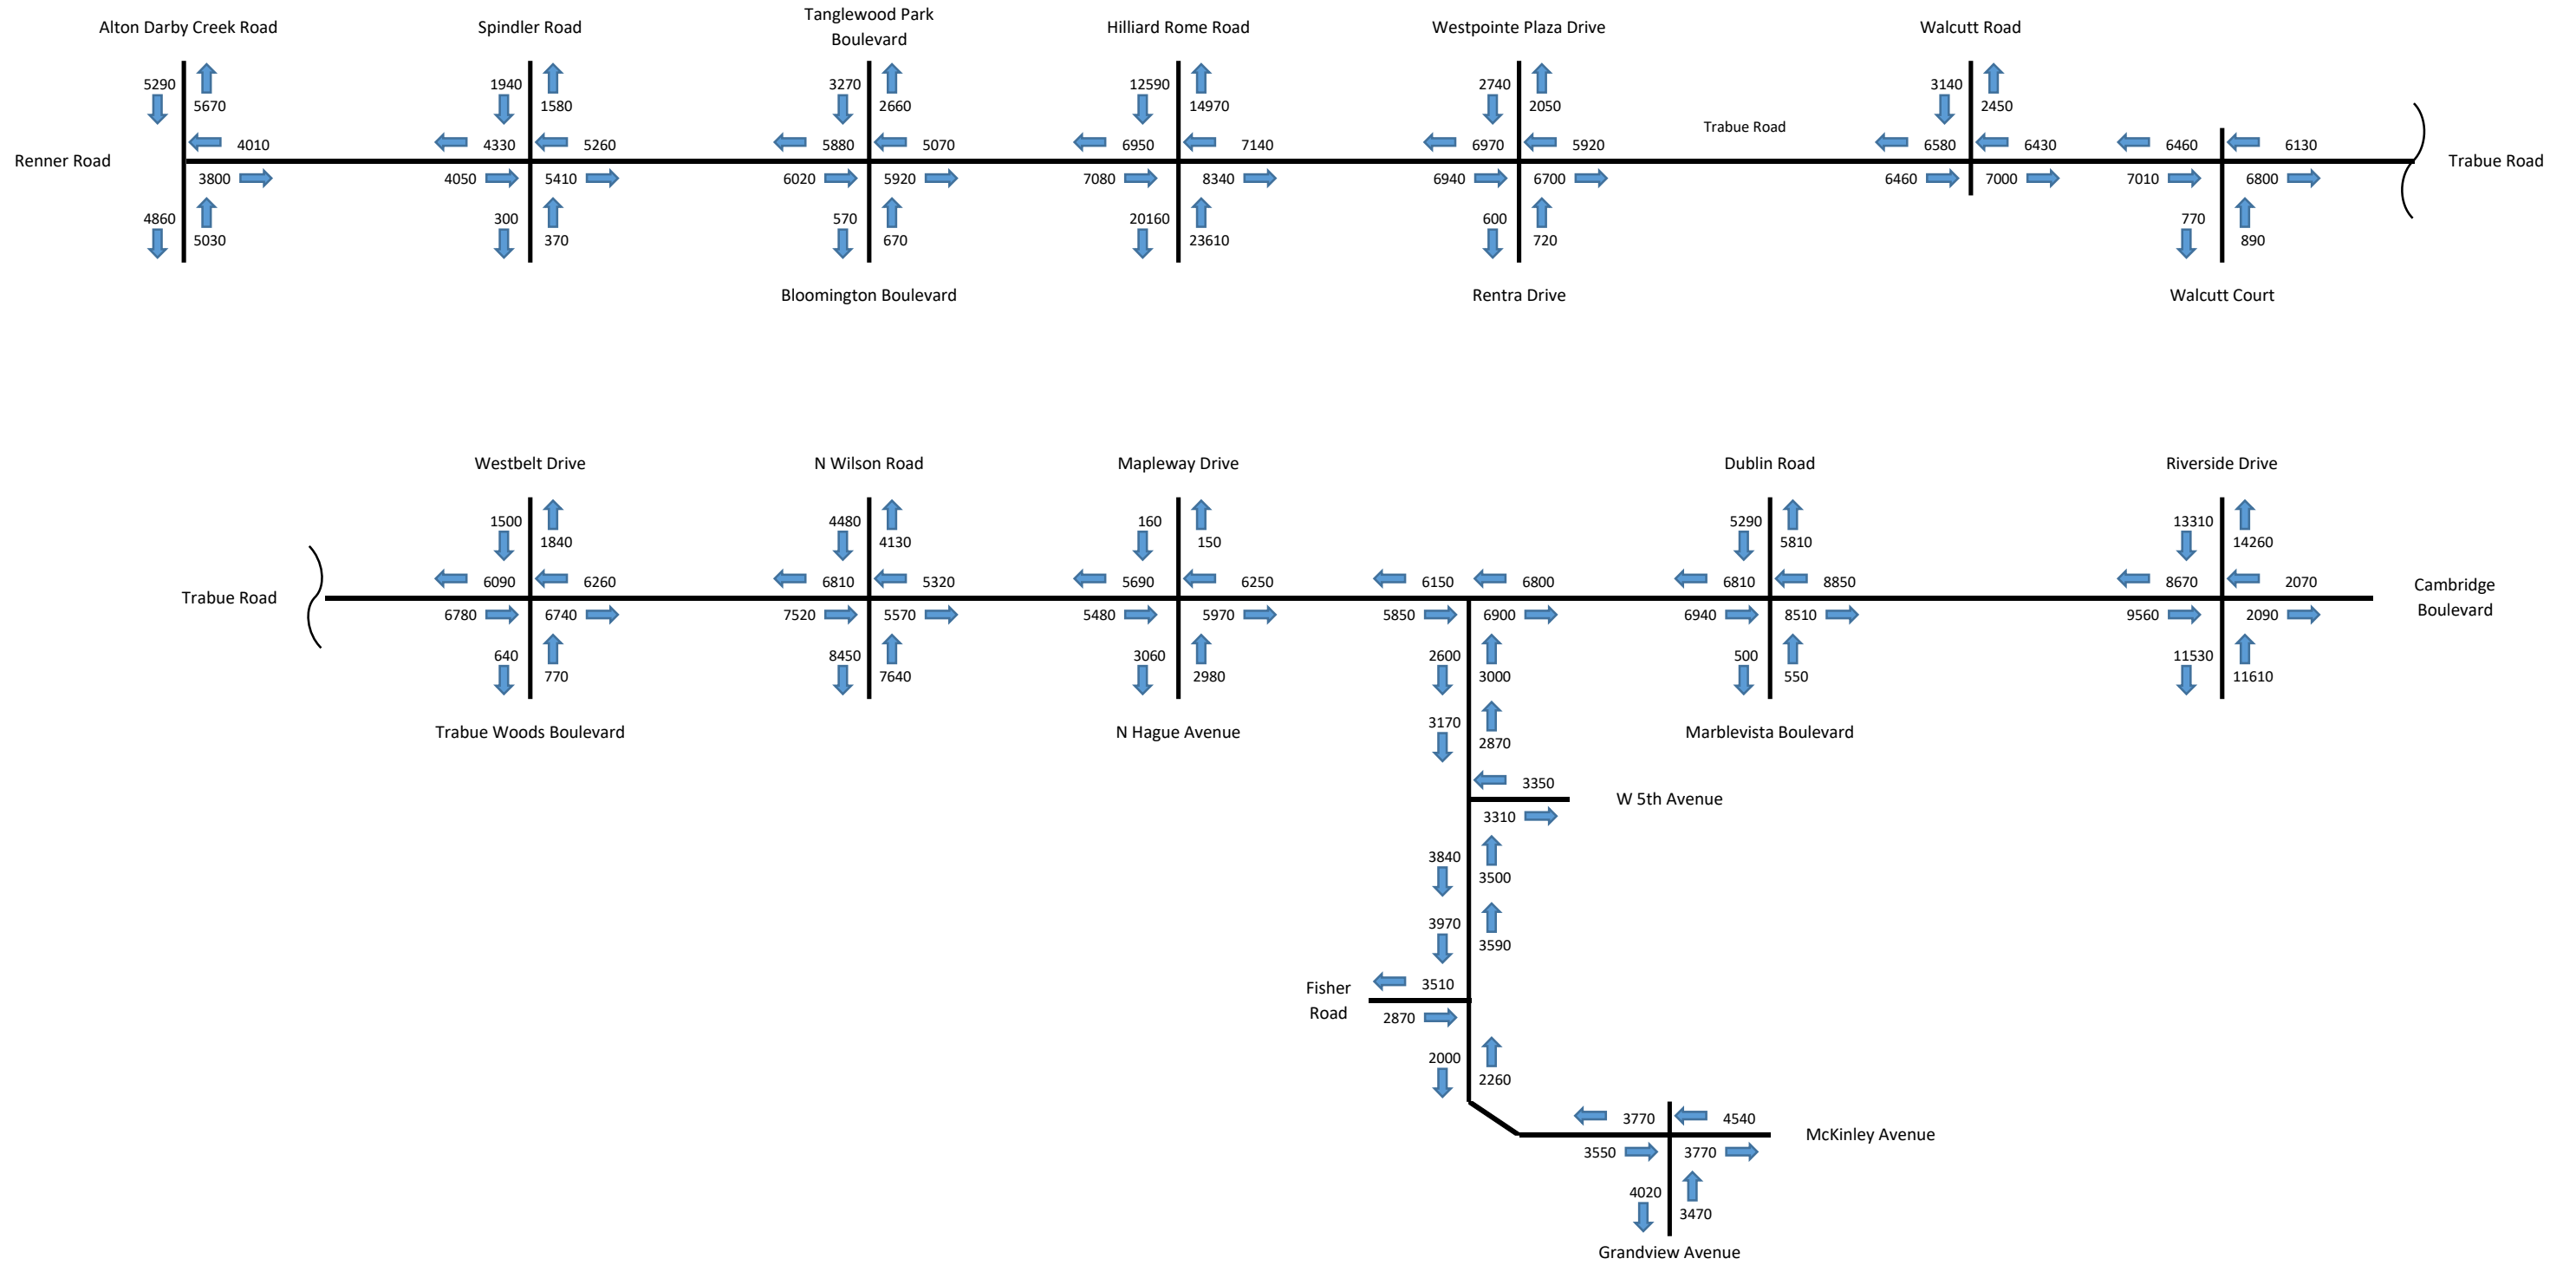 Tanglewood Park
Alton Darby Creek Road Spindler Road Boulevard Hilliard Rome Road Westpointe Plaza Drive Walcutt Road
5290 1940 3270 12590 2740 3140
5670 1580 2660 14970 2050 2450
Trabue Road
4010 4330 5260 5880 5070 6950 7140 6970 5920 6580 6430 6460 6130
Renner Road Trabue Road
3800 4050 5410 6020 5920 7080 8340 6940 6700 6460 7000 7010 6800
4860 300 570 20160 600 770
5030 370 670 23610 720 890
Bloomington Boulevard Rentra Drive Walcutt Court
Westbelt Drive N Wilson Road Mapleway Drive Dublin Road Riverside Drive
1500 4480 160 5290 13310
1840 4130 150 5810 14260
6090 6260 6810 5320 5690 6250 6150 6800 6810 8850 8670 2070
Cambridge
Trabue Road
Boulevard
6780 6740 7520 5570 5480 5970 5850 6900 6940 8510 9560 2090
640 8450 3060 2600 500 11530
770 7640 2980 3000 550 11610
3170
Trabue Woods Boulevard N Hague Avenue Marblevista Boulevard
2870
3350
W 5th Avenue
3310
3840
3500
3970
3590
3510
Fisher
Road
2870
2000
2260
3770 4540
McKinley Avenue
3550 3770
4020
3470
Grandview Avenue